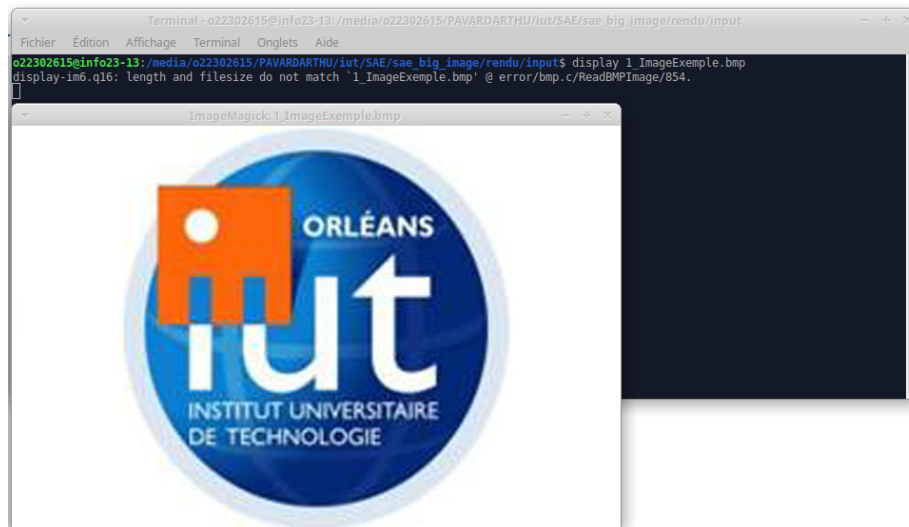 Terminal - o22302615@info23-13: /media/o22302615/PAVARDARTHU/iut/SAE/sae_big_image/rendu/input
Fichier Édition Affichage Terminal Onglets Aide
o22302615@info23-13:/media/o22302615/PAVARDARTHU/iut/SAE/sae_big_image/rendu/input$ display 1_ImageExemple.bmp
display-im6.q16: length and filesize do not match `1_ImageExemple.bmp' @ error/bmp.c/ReadBMPImage/854.
ImageMagick: 1_ImageExemple.bmp
ORLÉANS
iut
INSTITUT UNIVERSITAIRE
DE TECHNOLOGIE